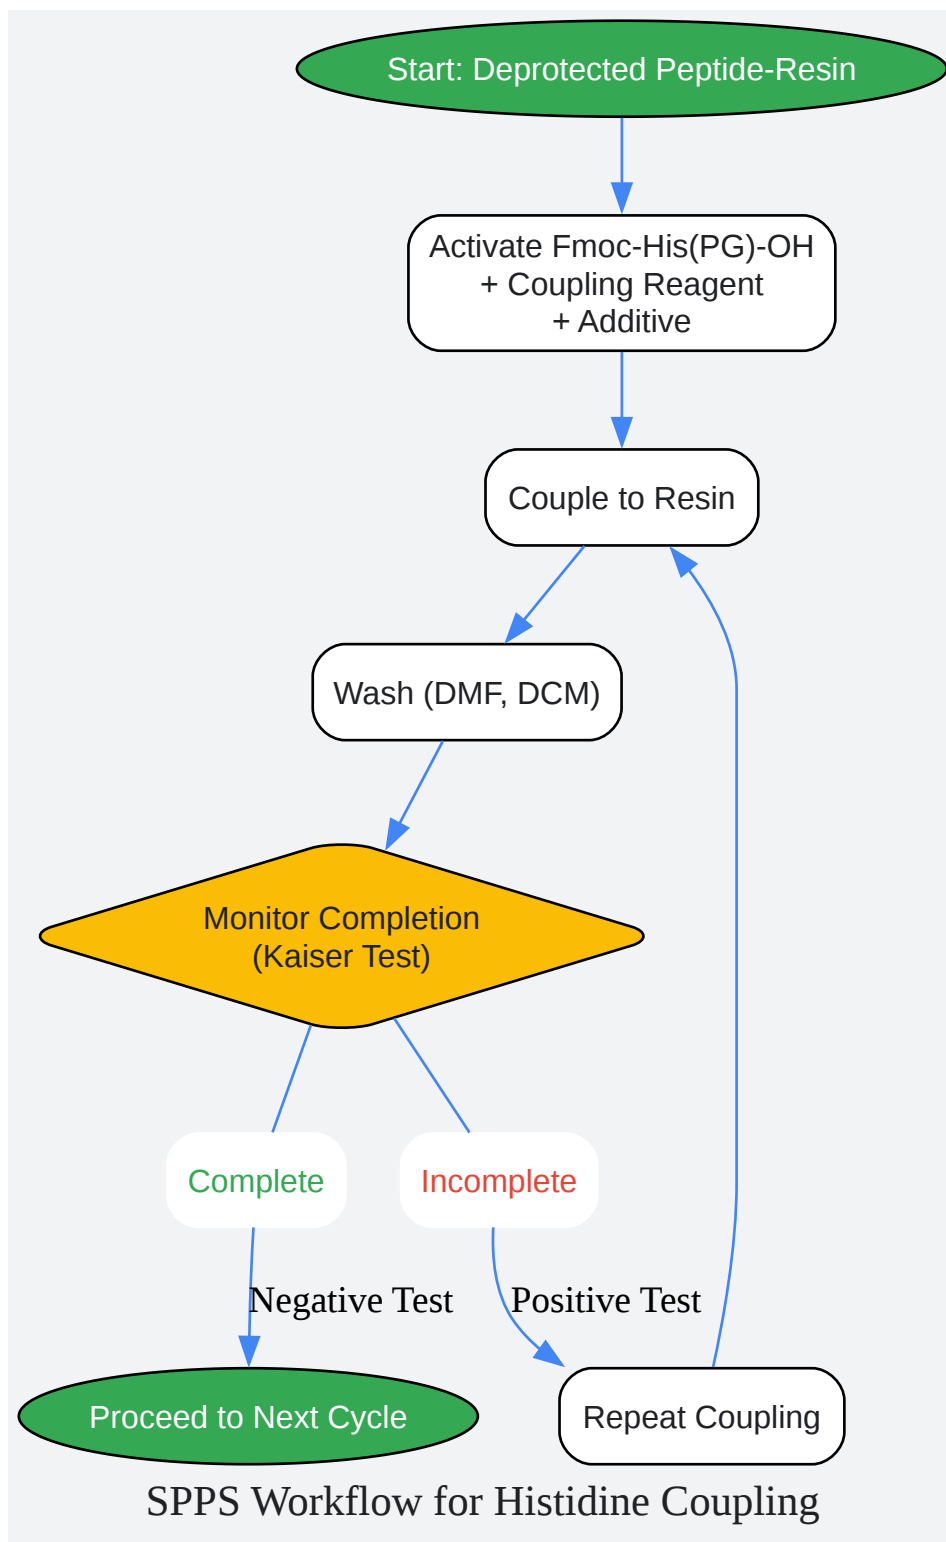 Start: Deprotected Peptide-Resin
Activate Fmoc-His(PG)-OH
+ Coupling Reagent
+ Additive
Couple to Resin
Wash (DMF, DCM)
Monitor Completion
(Kaiser Test)
Complete
Incomplete
Negative Test
Positive Test
Proceed to Next Cycle
Repeat Coupling
SPPS Workflow for Histidine Coupling